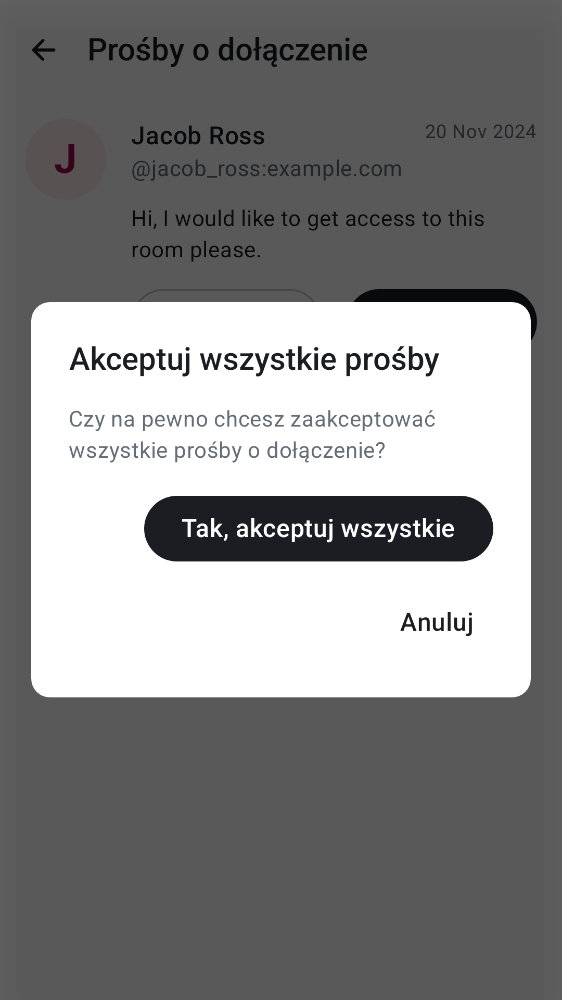 Prośby o dołączenie
J
Jacob Ross
20 Nov 2024
@jacob_ross:example.com
Hi, I would like to get access to this
room please.
Akceptuj wszystkie prośby
Czy na pewno chcesz zaakceptować
wszystkie prośby o dołączenie?
Tak, akceptuj wszystkie
Anuluj